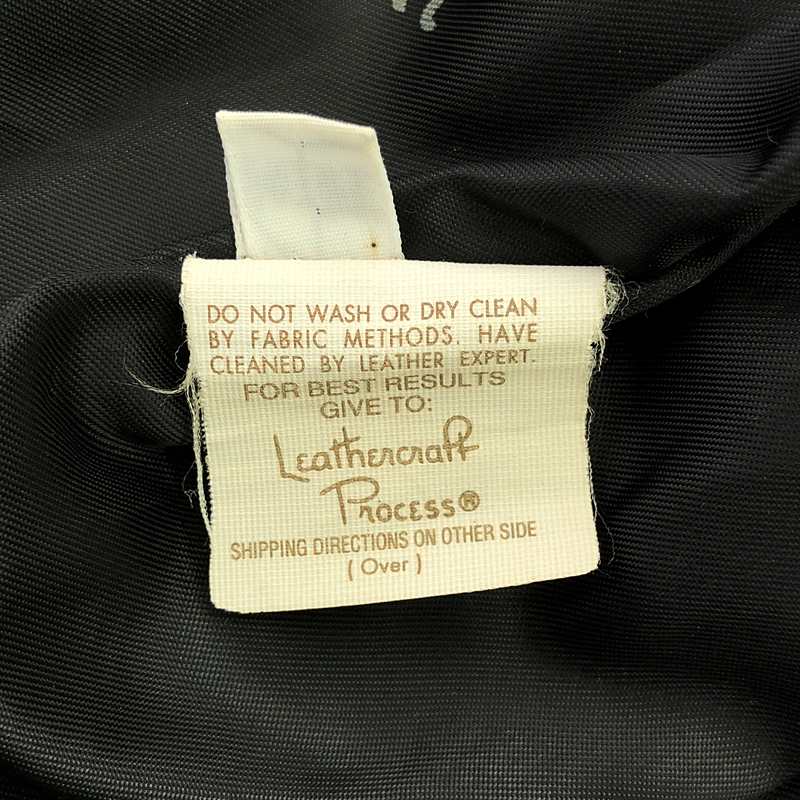 DO NOT WASH OR DRY CLEAN
BY FABRIC METHODS. HAVE
CLEANED BY LEATHER EXPERT.
FOR BEST RESULTS
GIVE TO:
Leathercraft
Process®
SHIPPING DIRECTIONS ON OTHER SIDE
(Over)